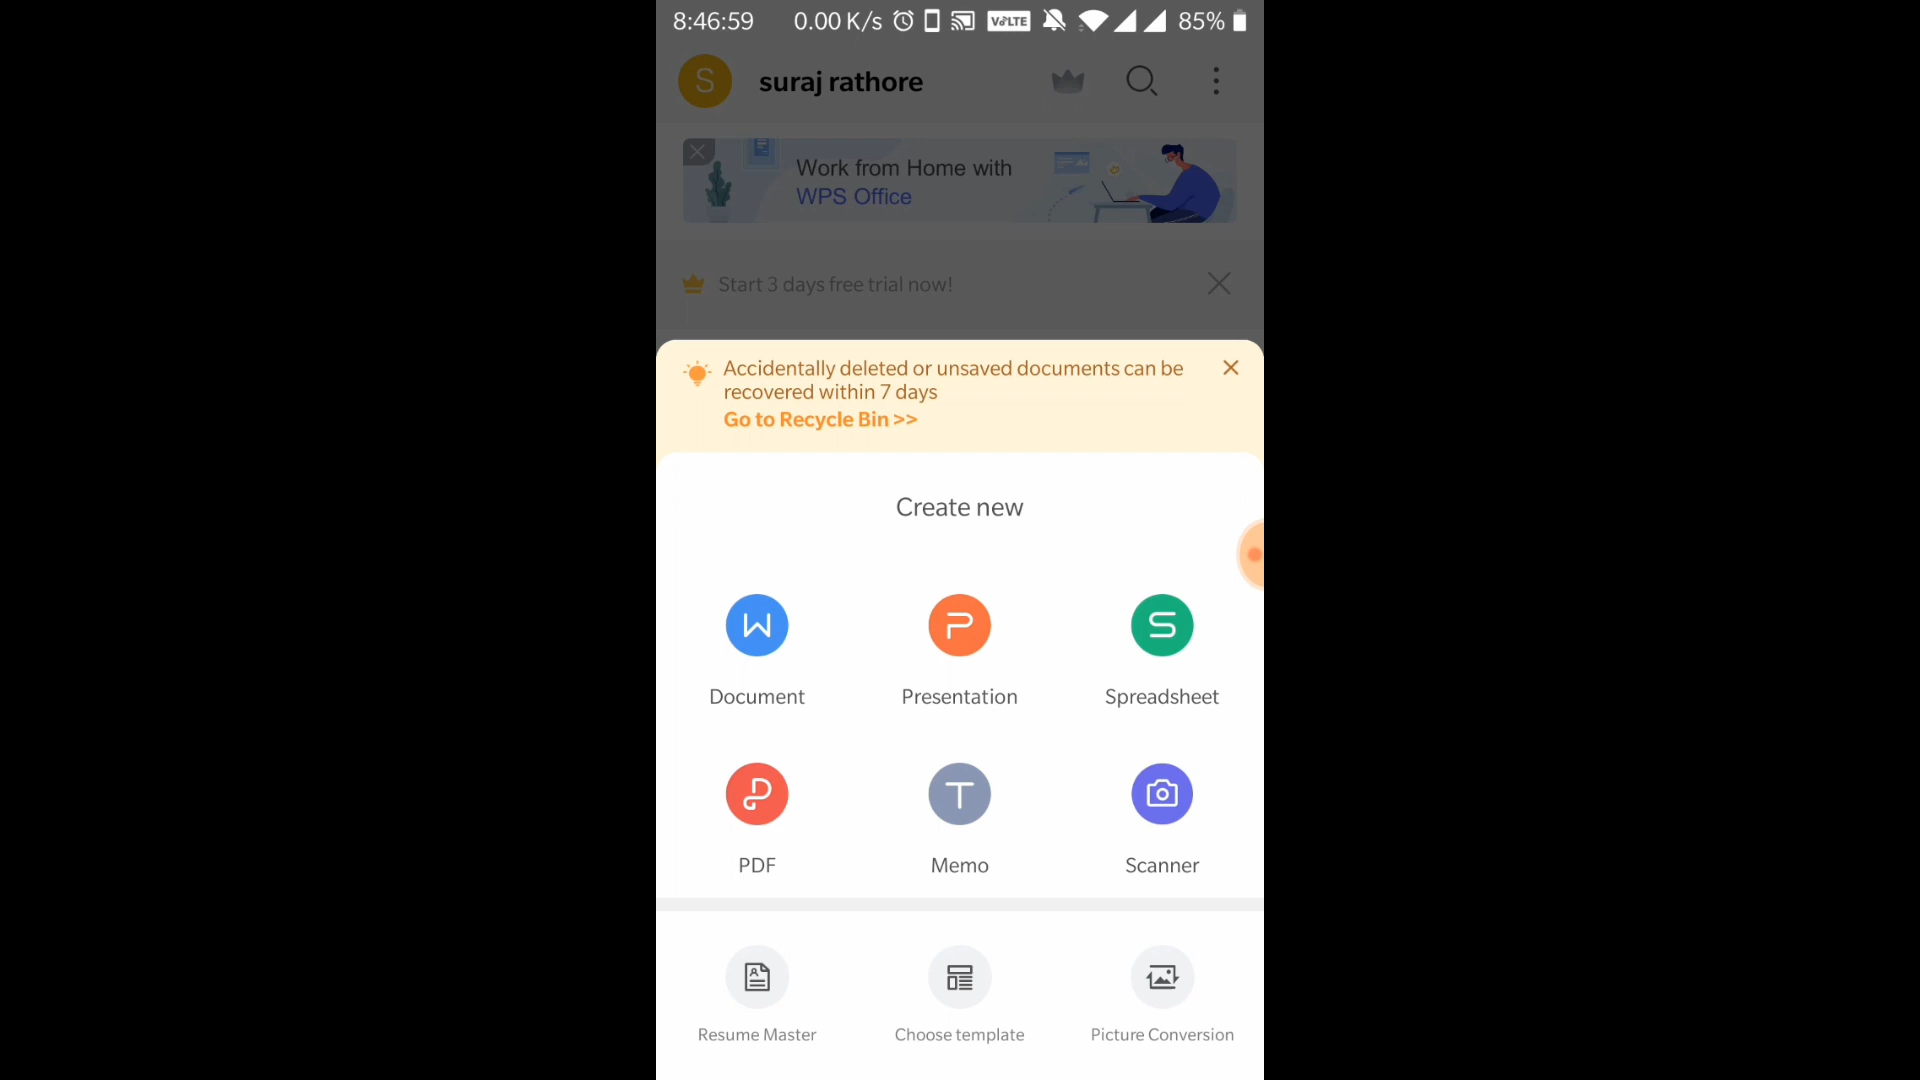 8:46:59 0.00 K/s VoLTE 85%
S suraj rathore
Work from Home with
WPS Office
Start 3 days free trial now!
Accidentally deleted or unsaved documents can be
recovered within 7 days
Go to Recycle Bin >>
Create new
W P S
Document Presentation Spreadsheet
P T
PDF Memo Scanner
Resume Master Choose template Picture Conversion